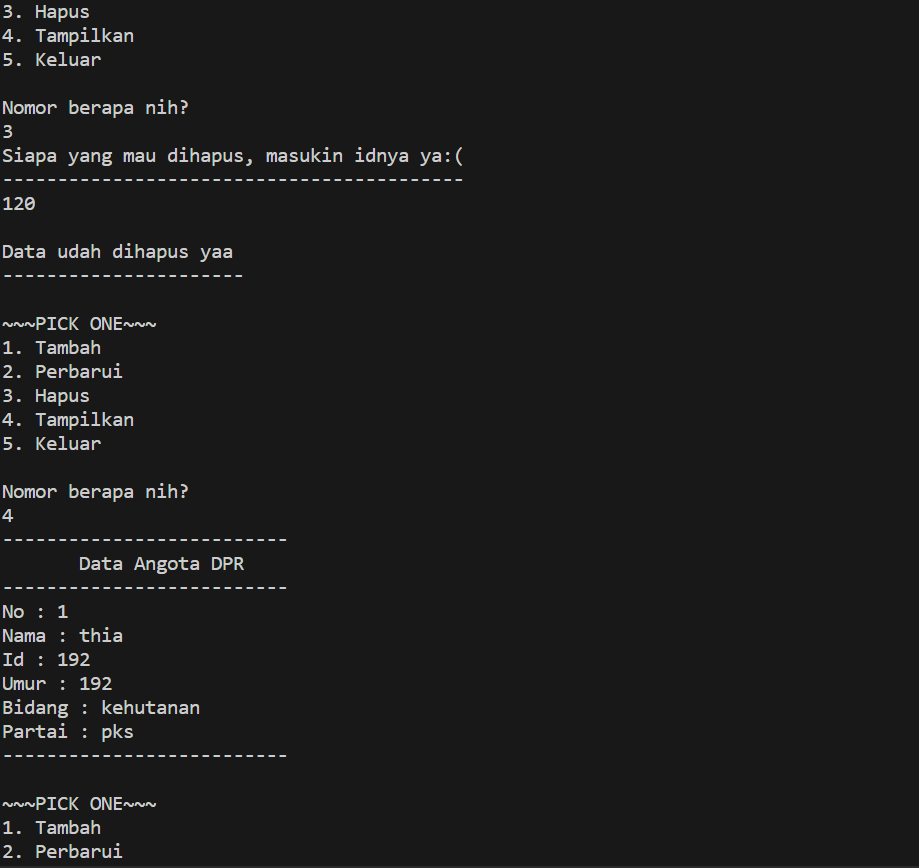 3. Hapus
4. Tampilkan
5. Keluar
Nomor berapa nih?
3
Siapa yang mau dihapus, masukin idnya ya:(
------------------------------------------
120
Data udah dihapus yaa
----------------------
~~~PICK ONE~~~
1. Tambah
2. Perbarui
3. Hapus
4. Tampilkan
5. Keluar
Nomor berapa nih?
4
--------------------------
Data Angota DPR
--------------------------
No : 1
Nama : thia
Id : 192
Umur : 192
Bidang : kehutanan
Partai : pks
--------------------------
~~~PICK ONE~~~
1. Tambah
2. Perbarui